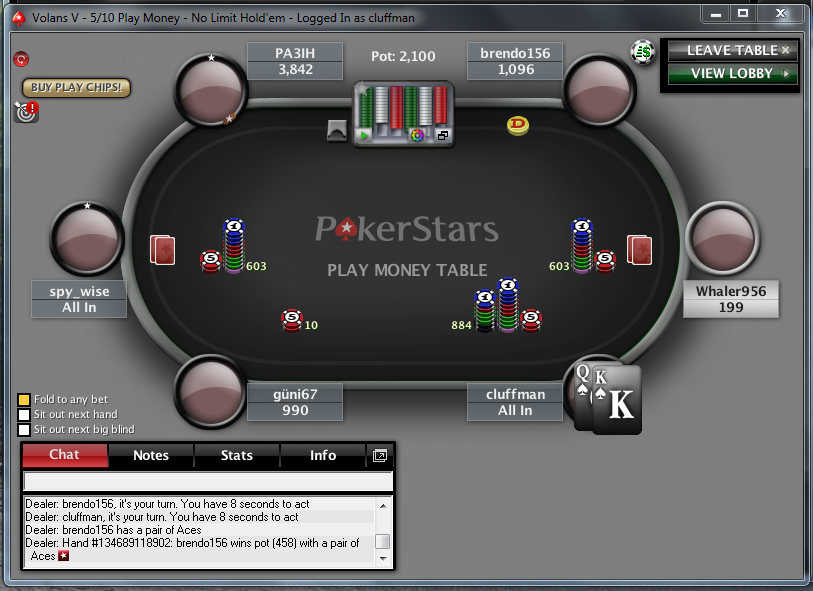 Volans V - 5/10 Play Money - No Limit Hold'em - Logged In as cluffman
PA3IH
3,842
Pot: 2,100
brendo156
1,096
LEAVE TABLE
VIEW LOBBY
BUY PLAY CHIPS!
D
PokerStars
PLAY MONEY TABLE
603
603
spy_wise
All In
Whaler956
199
10
884
güni67
990
cluffman
All In
Q
K
K
Fold to any bet
Sit out next hand
Sit out next big blind
Chat
Notes
Stats
Info
Dealer: brendo156, it's your turn. You have 8 seconds to act
Dealer: cluffman, it's your turn. You have 8 seconds to act
Dealer: brendo156 has a pair of Aces
Dealer: Hand #134689118902: brendo156 wins pot (458) with a pair of
Aces